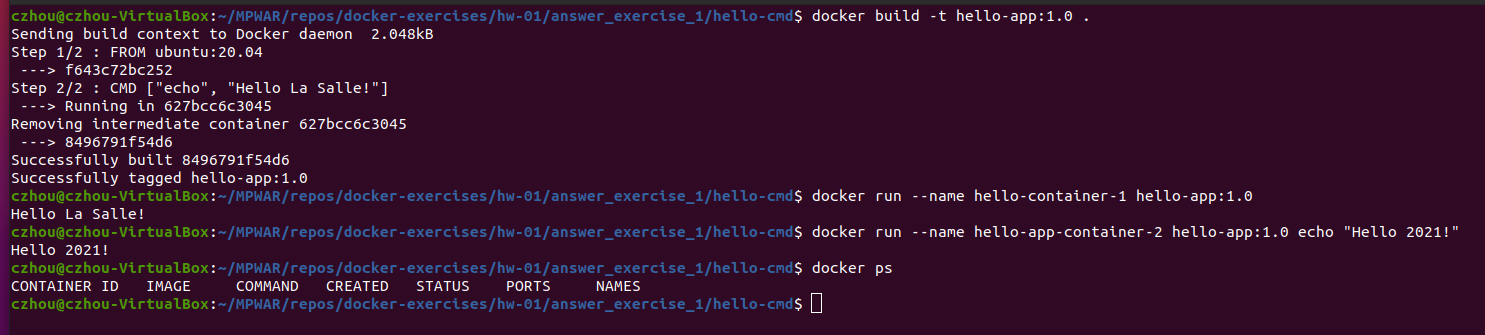 czhou@czhou-VirtualBox:~/MPWAR/repos/docker-exercises/hw-01/answer_exercise_1/hello-cmd$ docker build -t hello-app:1.0 .
Sending build context to Docker daemon  2.048kB
Step 1/2 : FROM ubuntu:20.04
 ---> f643c72bc252
Step 2/2 : CMD ["echo", "Hello La Salle!"]
 ---> Running in 627bcc6c3045
Removing intermediate container 627bcc6c3045
 ---> 8496791f54d6
Successfully built 8496791f54d6
Successfully tagged hello-app:1.0
czhou@czhou-VirtualBox:~/MPWAR/repos/docker-exercises/hw-01/answer_exercise_1/hello-cmd$ docker run --name hello-container-1 hello-app:1.0
Hello La Salle!
czhou@czhou-VirtualBox:~/MPWAR/repos/docker-exercises/hw-01/answer_exercise_1/hello-cmd$ docker run --name hello-app-container-2 hello-app:1.0 echo "Hello 2021!"
Hello 2021!
czhou@czhou-VirtualBox:~/MPWAR/repos/docker-exercises/hw-01/answer_exercise_1/hello-cmd$ docker ps
CONTAINER ID   IMAGE     COMMAND   CREATED   STATUS    PORTS     NAMES
czhou@czhou-VirtualBox:~/MPWAR/repos/docker-exercises/hw-01/answer_exercise_1/hello-cmd$